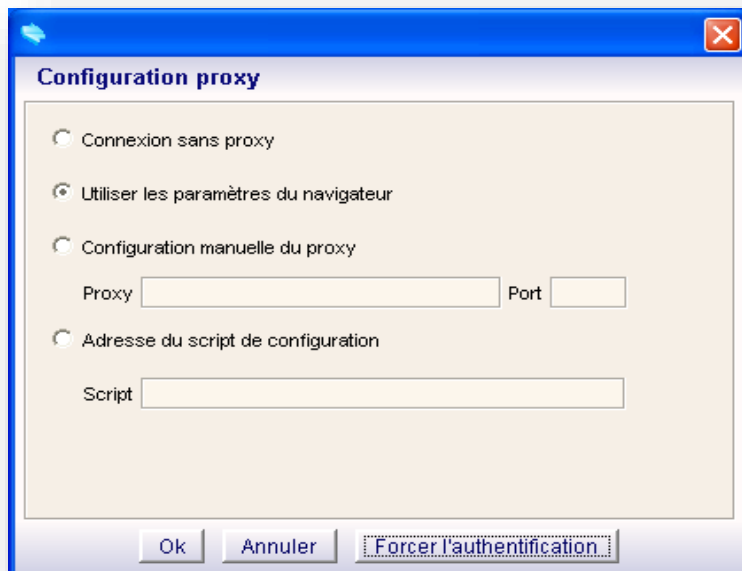 Configuration proxy
Connexion sans proxy
Utiliser les paramètres du navigateur
Configuration manuelle du proxy
Proxy Port
Adresse du script de configuration
Script
Ok Annuler Forcer l'authentification